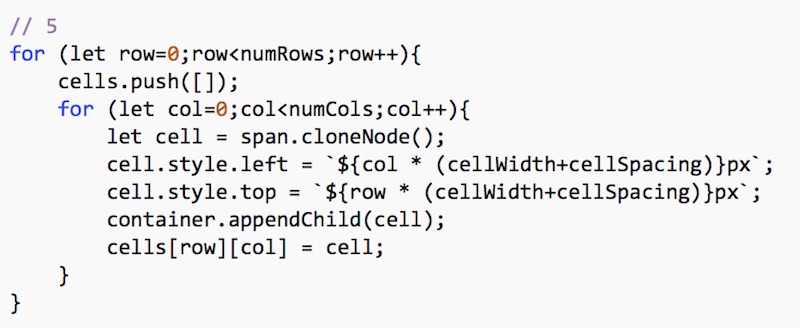 // 5
for (let row=0;row<numRows;row++){
    cells.push([]);
    for (let col=0;col<numCols;col++){
        let cell = span.cloneNode();
        cell.style.left = `${col * (cellWidth+cellSpacing)}px`;
        cell.style.top = `${row * (cellWidth+cellSpacing)}px`;
        container.appendChild(cell);
        cells[row][col] = cell;
    }
}